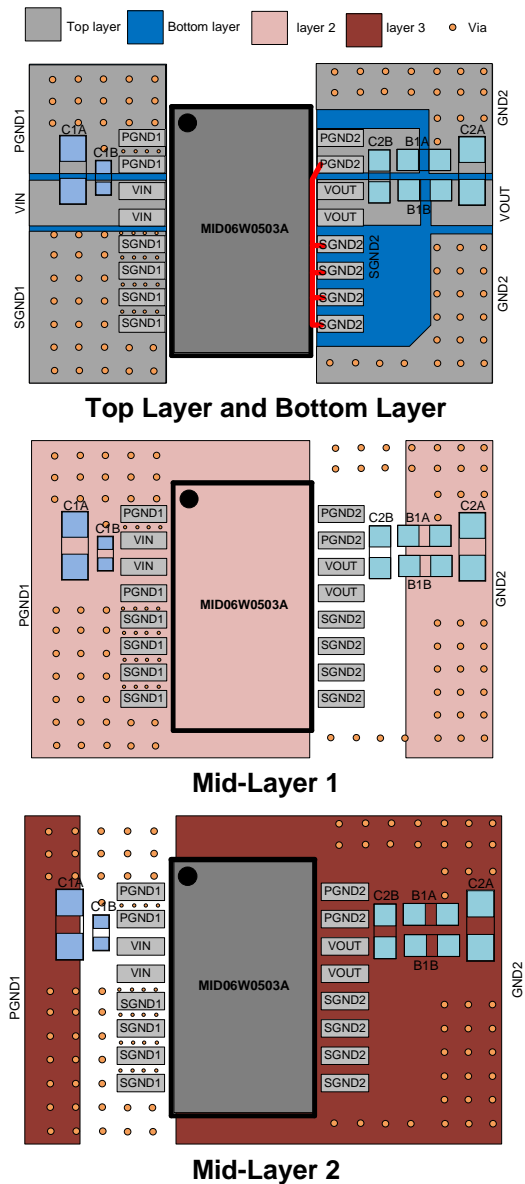 Top layer Bottom layer layer 2 layer 3 Via
PGND1
VIN
SGND1
C1A
C1B
PGND1
PGND1
VIN
VIN
SGND1
SGND1
SGND1
SGND1
MID06W0503A
PGND2
PGND2
VOUT
VOUT
SGND2
SGND2
SGND2
SGND2
SGND2
C2B
B1A
B1B
C2A
GND2
VOUT
GND2
Top Layer and Bottom Layer
PGND1
C1A
C1B
PGND1
VIN
VIN
PGND1
SGND1
SGND1
SGND1
SGND1
MID06W0503A
PGND2
PGND2
VOUT
VOUT
SGND2
SGND2
SGND2
SGND2
C2B
B1A
B1B
C2A
GND2
Mid-Layer 1
PGND1
C1A
C1B
PGND1
PGND1
VIN
VIN
SGND1
SGND1
SGND1
SGND1
MID06W0503A
PGND2
PGND2
VOUT
VOUT
SGND2
SGND2
SGND2
SGND2
C2B
B1A
B1B
C2A
GND2
Mid-Layer 2